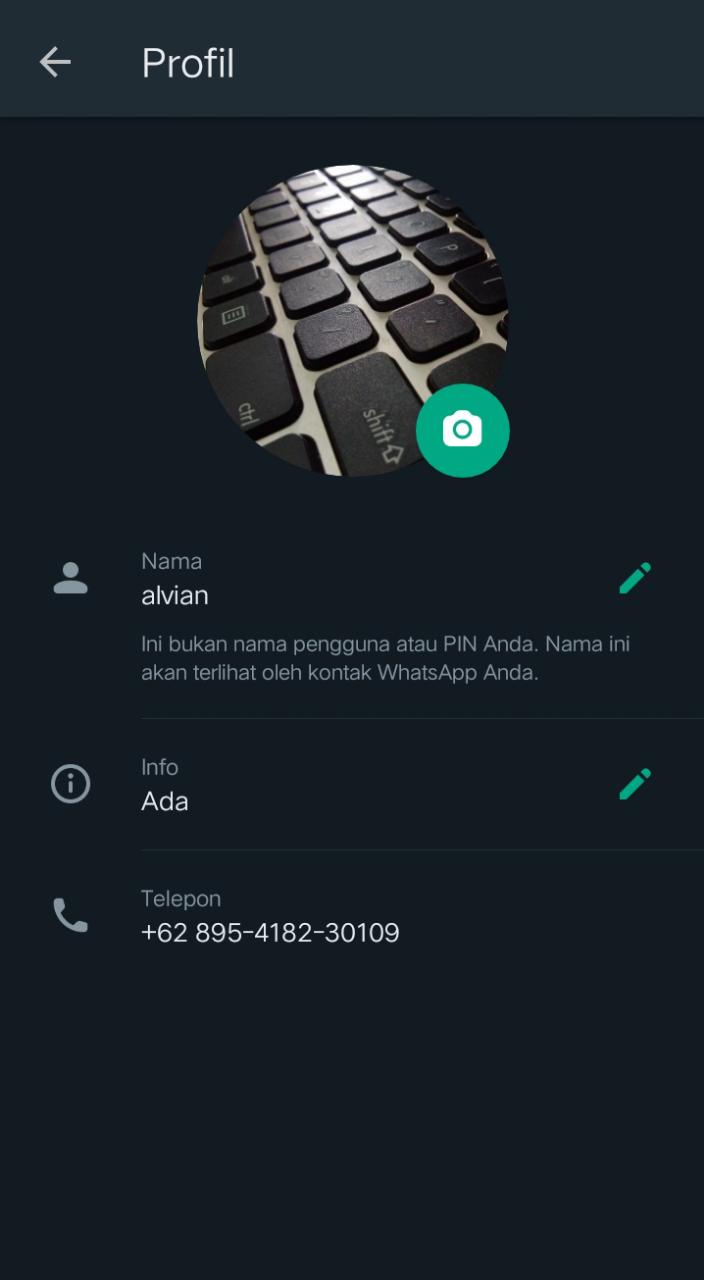 Profil
ctrl
shift
Nama
alvian
Ini bukan nama pengguna atau PIN Anda. Nama ini
akan terlihat oleh kontak WhatsApp Anda.
Info
Ada
Telepon
+62 895-4182-30109